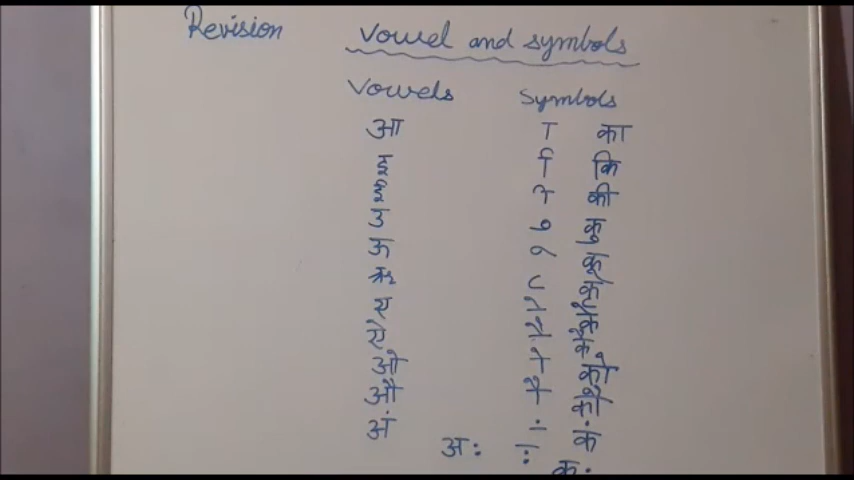 Revision Vowel and symbols
Vowels Symbols
आ ा का
इ ि कि
ई ी की
उ ु कु
ऊ ू कू
ऋ ृ कृ
ए े के
ऐ ै कै
ओ ो को
औ ौ कौ
अं ं कं
अः ः कः